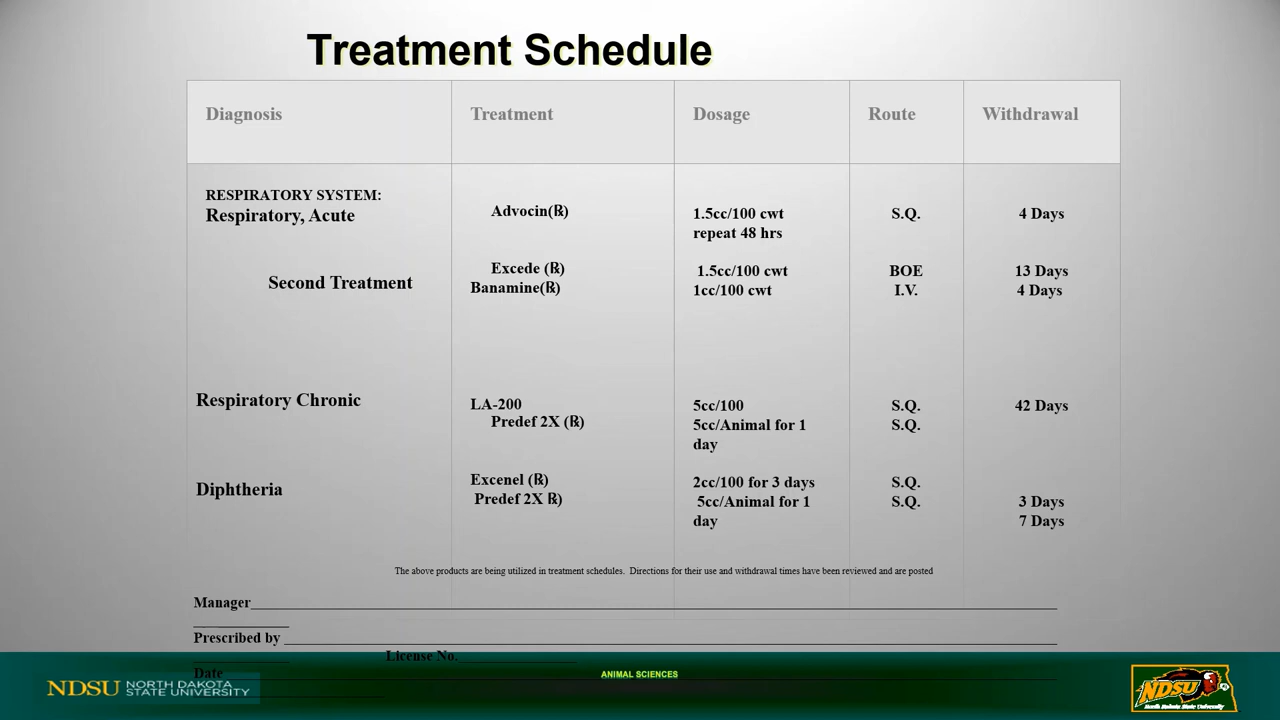 Treatment Schedule
Diagnosis Treatment Dosage Route Withdrawal
RESPIRATORY SYSTEM:
Respiratory, Acute Advocin(℞) 1.5cc/100 cwt S.Q. 4 Days
repeat 48 hrs
Excede (℞) 1.5cc/100 cwt BOE 13 Days
Second Treatment Banamine(℞) 1cc/100 cwt I.V. 4 Days
Respiratory Chronic LA-200 5cc/100 S.Q. 42 Days
Predef 2X (℞) 5cc/Animal for 1 S.Q.
day
Excenel (℞) 2cc/100 for 3 days S.Q.
Diphtheria Predef 2X ℞) 5cc/Animal for 1 S.Q. 3 Days
day 7 Days
The above products are being utilized in treatment schedules. Directions for their use and withdrawal times have been reviewed and are posted
Manager
Prescribed by
License No.
Date
NDSU NORTH DAKOTA
STATE UNIVERSITY
ANIMAL SCIENCES
NDSU
North Dakota State University